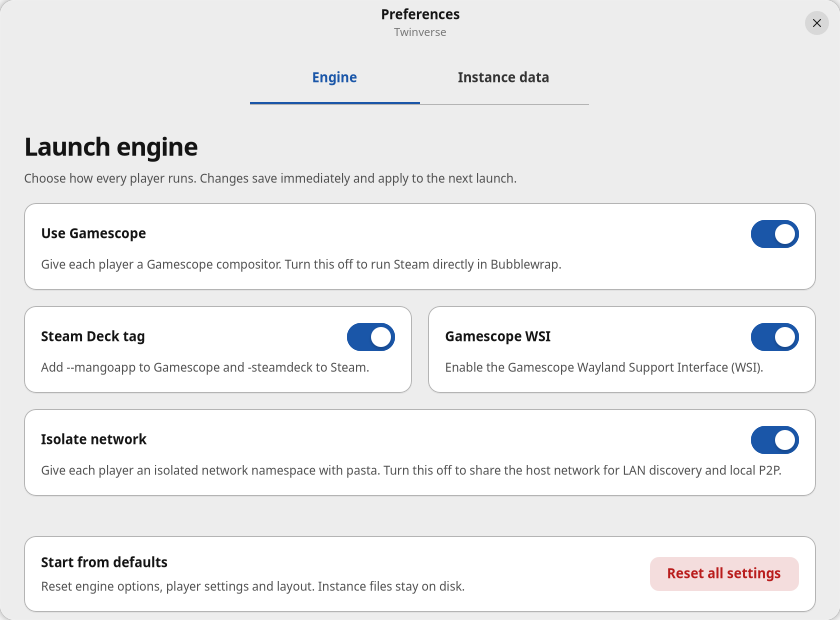 Preferences
Twinverse
Engine
Instance data
Launch engine
Choose how every player runs. Changes save immediately and apply to the next launch.
Use Gamescope
Give each player a Gamescope compositor. Turn this off to run Steam directly in Bubblewrap.
Steam Deck tag
Add --mangoapp to Gamescope and -steamdeck to Steam.
Gamescope WSI
Enable the Gamescope Wayland Support Interface (WSI).
Isolate network
Give each player an isolated network namespace with pasta. Turn this off to share the host network for LAN discovery and local P2P.
Start from defaults
Reset engine options, player settings and layout. Instance files stay on disk.
Reset all settings